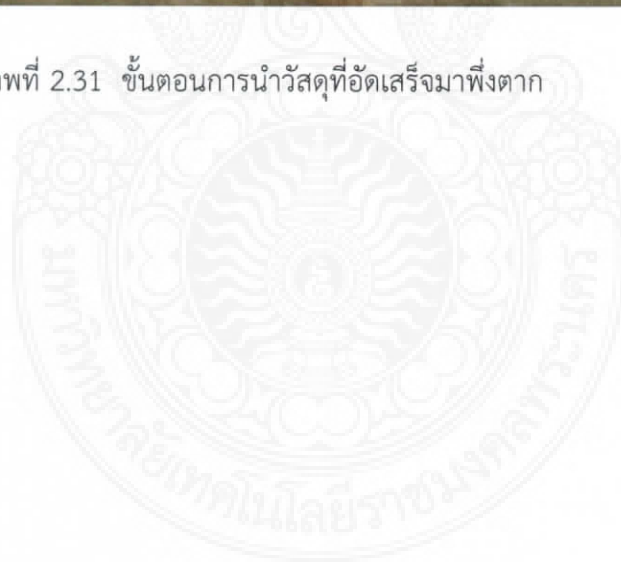 พที่ 2.31 ขั้นตอนการนำวัสดุที่อัดเสร็จมาพึ่งตาก
มหาวิทยาลัยเทคโนโลยีราชมงคลพระนคร